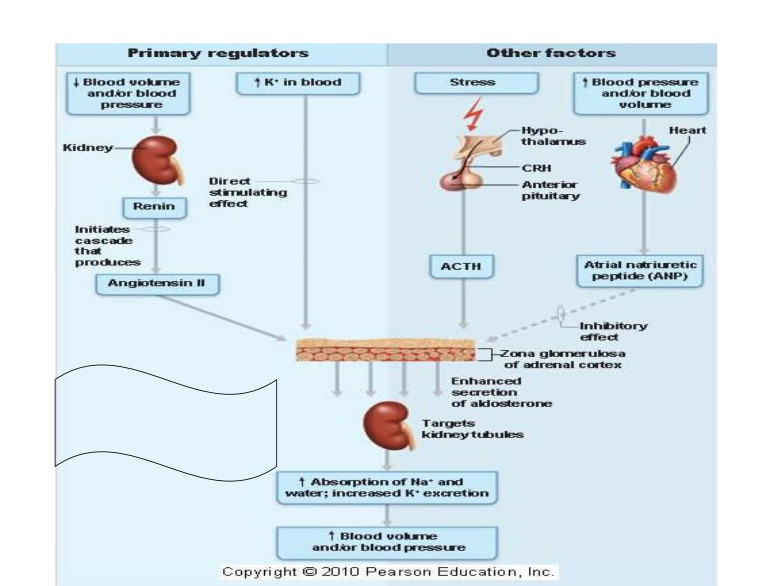 Primary regulators
Other factors
↓ Blood volume
and/or blood
pressure
↑ K⁺ in blood
Stress
↑ Blood pressure
and/or blood
volume
Kidney
Hypo-
thalamus
Heart
CRH
Anterior
pituitary
Direct
stimulating
effect
Renin
Initiates
cascade
that
produces
Angiotensin II
ACTH
Atrial natriuretic
peptide (ANP)
Inhibitory
effect
Zona glomerulosa
of adrenal cortex
Enhanced
secretion
of aldosterone
Targets
kidney tubules
↑ Absorption of Na⁺ and
water; increased K⁺ excretion
↑ Blood volume
and/or blood pressure
Copyright © 2010 Pearson Education, Inc.